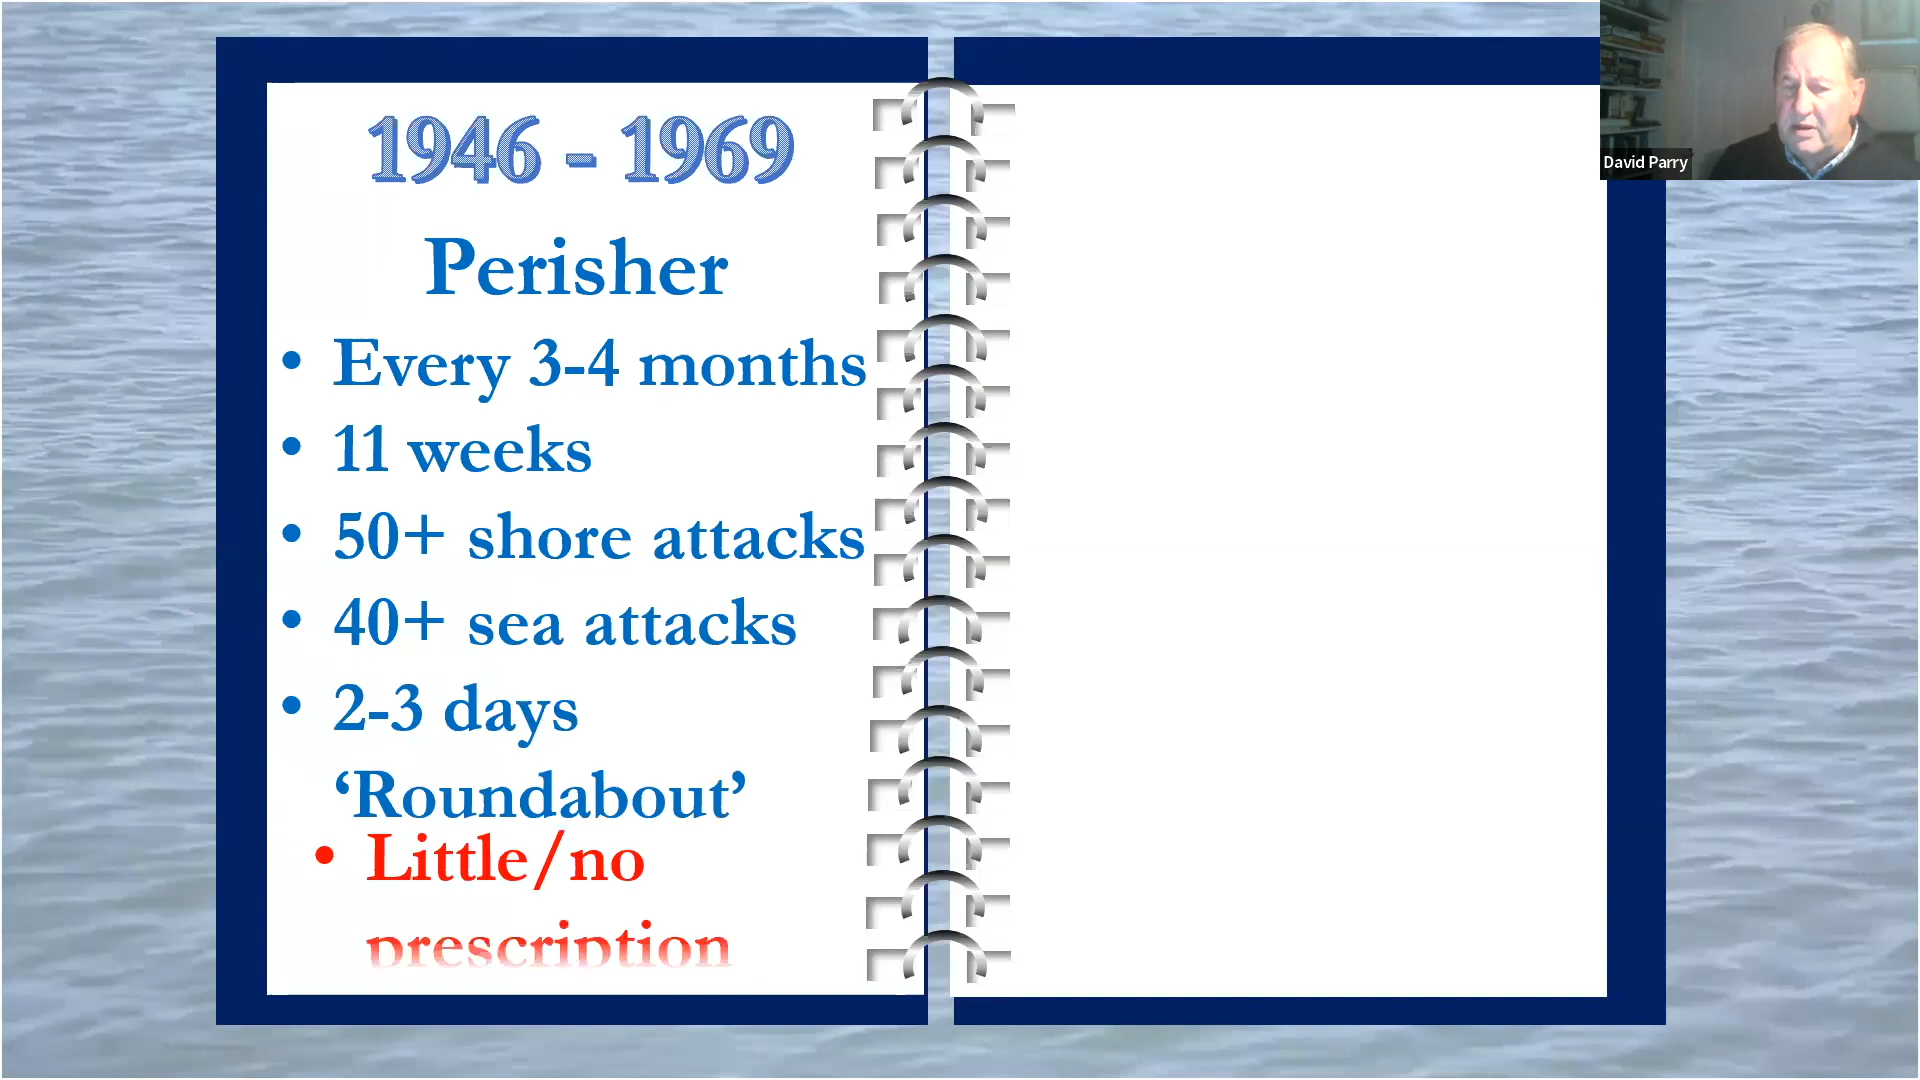 1946 - 1969
Perisher
• Every 3-4 months
• 11 weeks
• 50+ shore attacks
• 40+ sea attacks
• 2-3 days
‘Roundabout’
• Little/no
prescription
David Parry